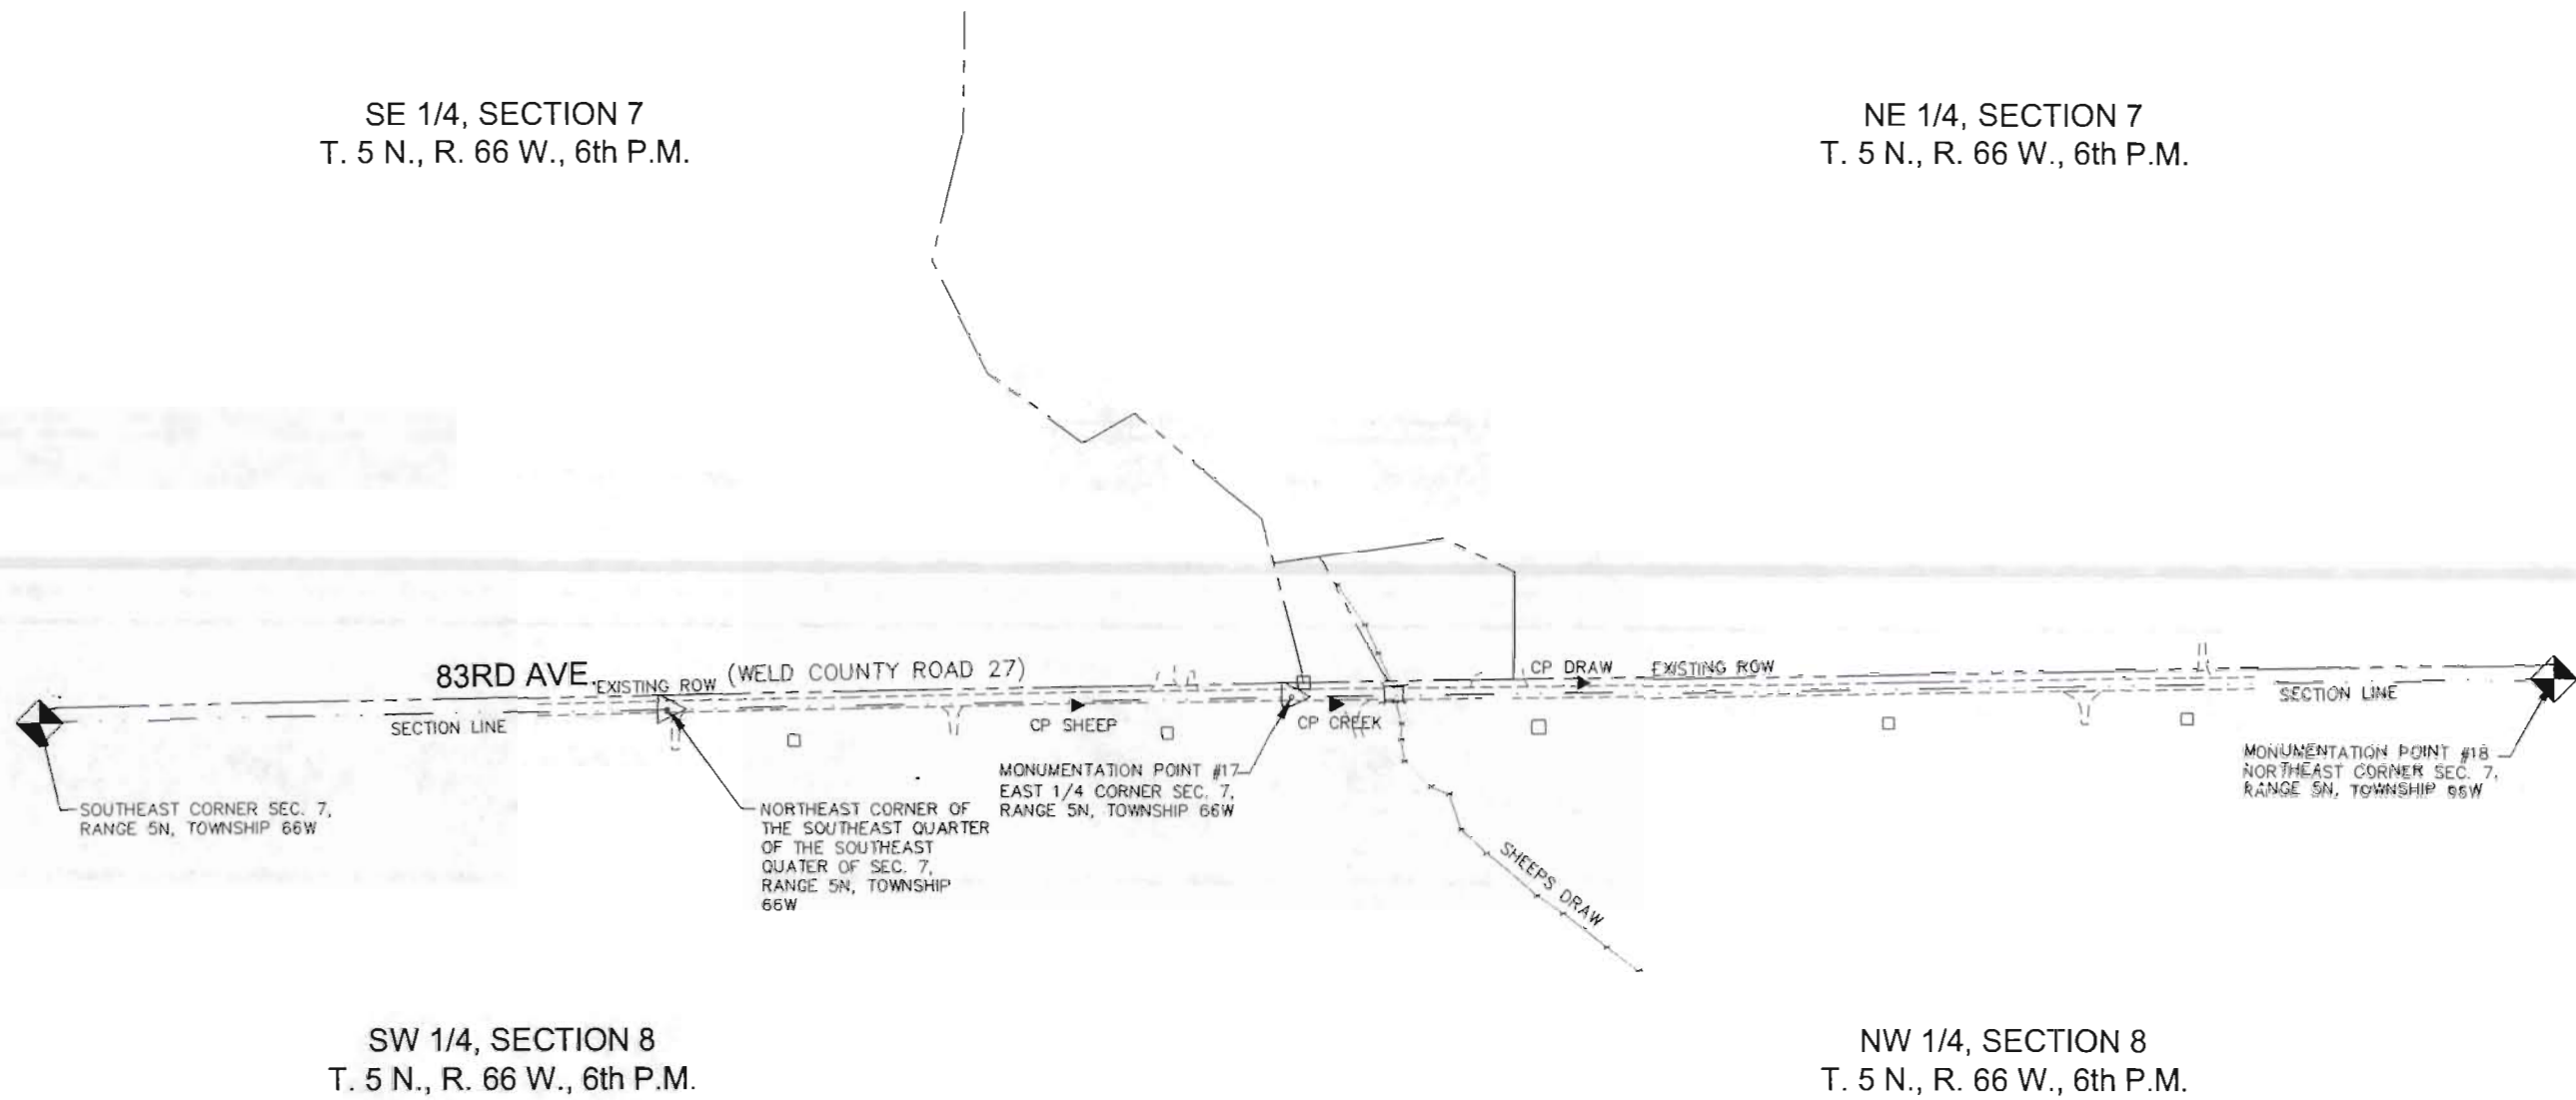 SE 1/4, SECTION 7
T. 5 N., R. 66 W., 6th P.M.
NE 1/4, SECTION 7
T. 5 N., R. 66 W., 6th P.M.
83RD AVE.
EXISTING ROW
(WELD COUNTY ROAD 27)
CP DRAW
EXISTING ROW
SECTION LINE
CP SHEEP
CP CREEK
SECTION LINE
SOUTHEAST CORNER SEC. 7,
RANGE 5N, TOWNSHIP 66W
NORTHEAST CORNER OF
THE SOUTHEAST QUARTER
OF THE SOUTHEAST
QUATER OF SEC. 7,
RANGE 5N, TOWNSHIP
66W
MONUMENTATION POINT #17
EAST 1/4 CORNER SEC. 7,
RANGE 5N, TOWNSHIP 66W
MONUMENTATION POINT #18
NORTHEAST CORNER SEC. 7,
RANGE 5N, TOWNSHIP
SHEEPS DRAW
SW 1/4, SECTION 8
T. 5 N., R. 66 W., 6th P.M.
NW 1/4, SECTION 8
T. 5 N., R. 66 W., 6th P.M.